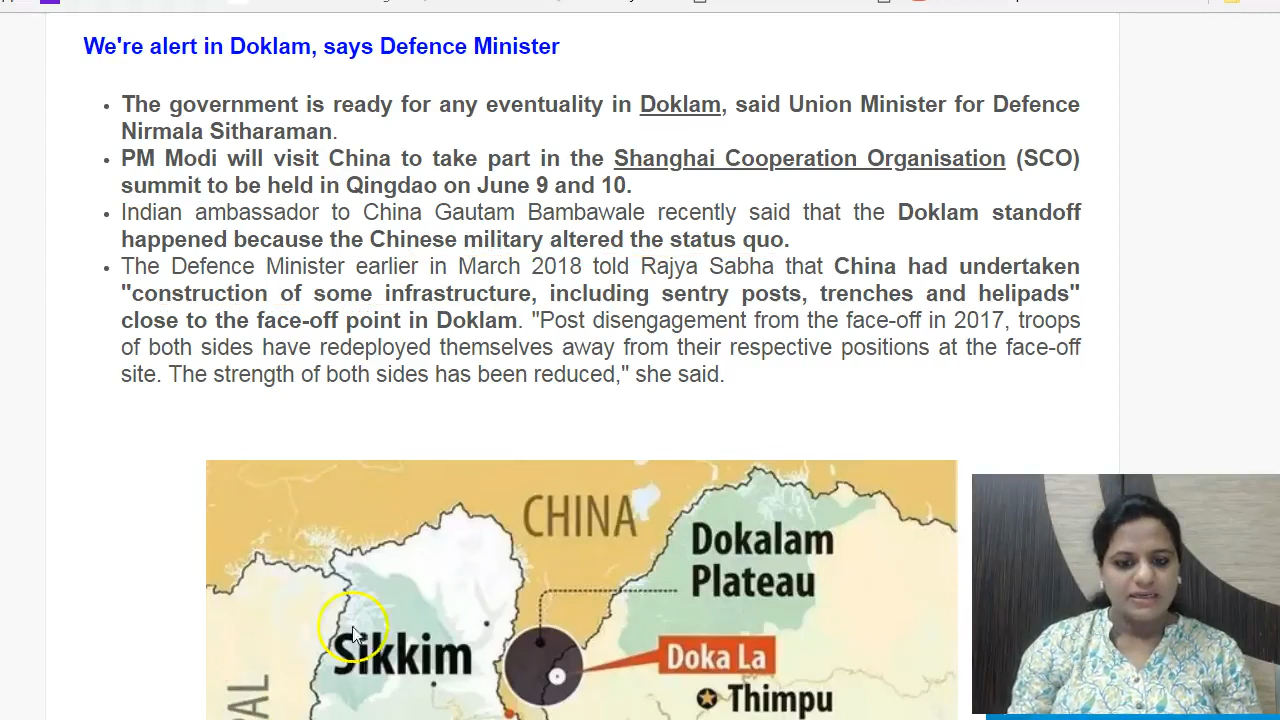 We're alert in Doklam, says Defence Minister
• The government is ready for any eventuality in Doklam, said Union Minister for Defence
Nirmala Sitharaman.
• PM Modi will visit China to take part in the Shanghai Cooperation Organisation (SCO)
summit to be held in Qingdao on June 9 and 10.
• Indian ambassador to China Gautam Bambawale recently said that the Doklam standoff
happened because the Chinese military altered the status quo.
• The Defence Minister earlier in March 2018 told Rajya Sabha that China had undertaken
"construction of some infrastructure, including sentry posts, trenches and helipads"
close to the face-off point in Doklam. "Post disengagement from the face-off in 2017, troops
of both sides have redeployed themselves away from their respective positions at the face-off
site. The strength of both sides has been reduced," she said.
CHINA
Dokalam
Plateau
Sikkim
Doka La
Thimpu